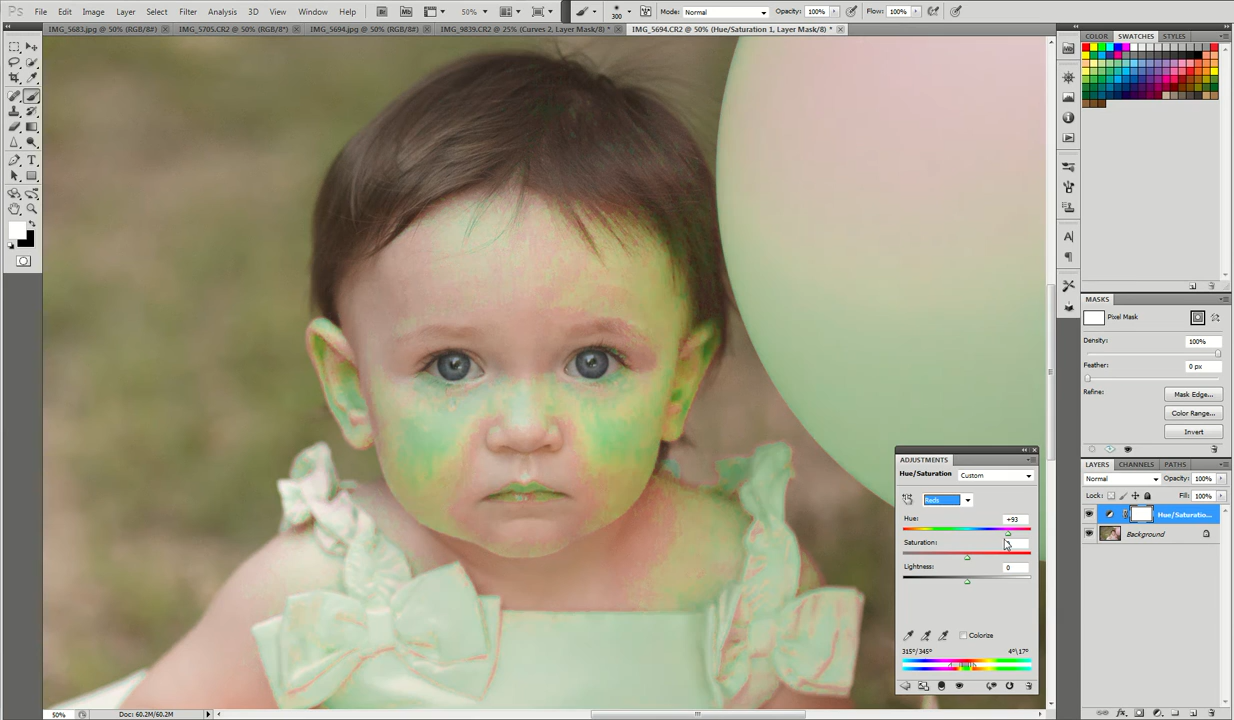 Ps File Edit Image Layer Select Filter Analysis 3D View Window Help Br Mb 50%
300 Mode: Normal Opacity: 100% Flow: 100%
IMG_5683.jpg @ 50% (RGB/8#) IMG_5705.CR2 @ 50% (RGB/8*) IMG_5694.jpg @ 50% (RGB/8#) IMG_9839.CR2 @ 25% (Curves 2, Layer Mask/8) * IMG_5694.CR2 @ 50% (Hue/Saturation 1, Layer Mask/8) *
COLOR SWATCHES STYLES
MASKS
Pixel Mask
Density: 100%
Feather: 0 px
Refine: Mask Edge...
Color Range...
Invert
LAYERS CHANNELS PATHS
Normal Opacity: 100%
Lock: Fill: 100%
Hue/Saturatio...
Background
ADJUSTMENTS
Hue/Saturation Custom
Reds
Hue: +93
Saturation:
Lightness: 0
Colorize
315°/345° 4°\17°
50% Doc: 60.2M/60.2M